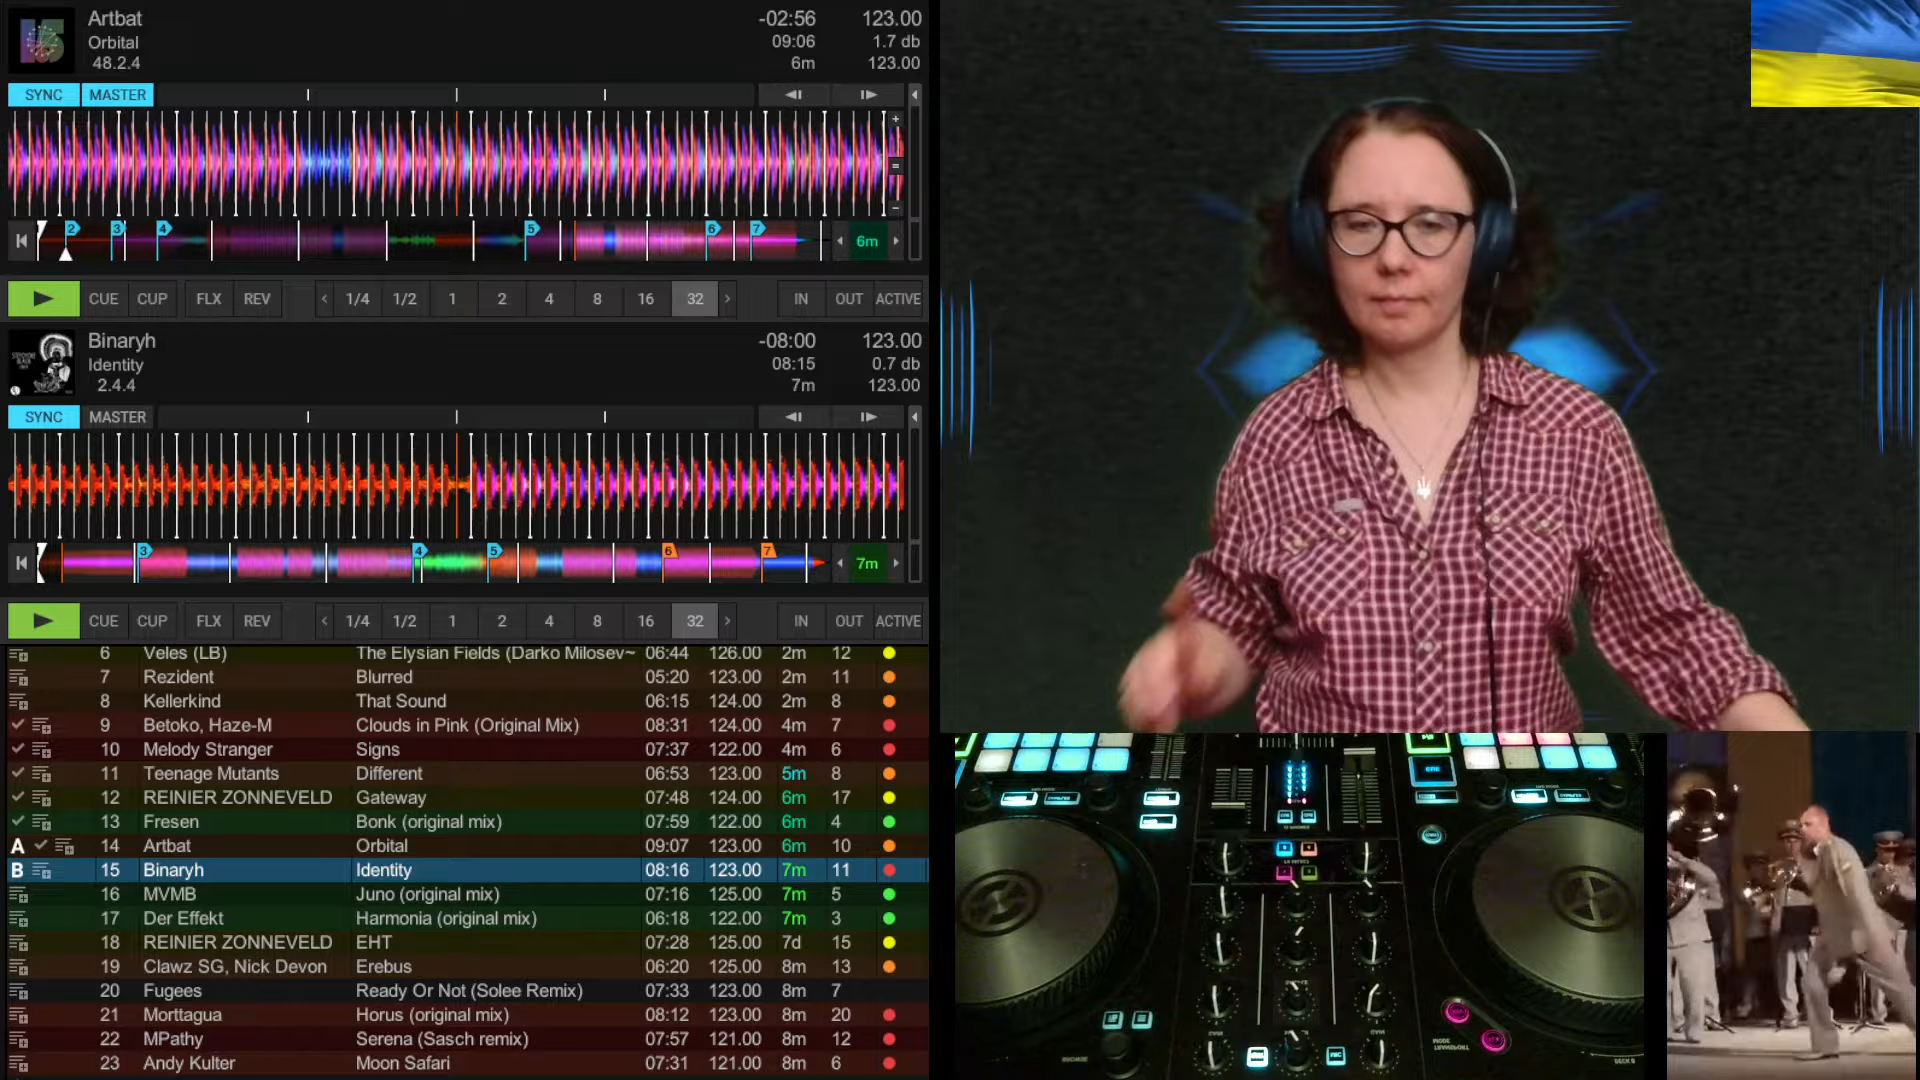 Artbat -02:56 123.00
Orbital 09:06 1.7 db
48.2.4 6m 123.00
SYNC MASTER
2 3 4 5 6 7 6m
CUE CUP FLX REV 1/4 1/2 1 2 4 8 16 32 IN OUT ACTIVE
Binaryh -08:00 123.00
Identity 08:15 0.7 db
2.4.4 7m 123.00
SYNC MASTER
3 4 5 6 7 7m
CUE CUP FLX REV 1/4 1/2 1 2 4 8 16 32 IN OUT ACTIVE
6 Veles (LB) The Elysian Fields (Darko Milosev~ 06:44 126.00 2m 12
7 Rezident Blurred 05:20 123.00 2m 11
8 Kellerkind That Sound 06:15 124.00 2m 8
9 Betoko, Haze-M Clouds in Pink (Original Mix) 08:31 124.00 4m 7
10 Melody Stranger Signs 07:37 122.00 4m 6
11 Teenage Mutants Different 06:53 123.00 5m 8
12 REINIER ZONNEVELD Gateway 07:48 124.00 6m 17
13 Fresen Bonk (original mix) 07:59 122.00 6m 4
A 14 Artbat Orbital 09:07 123.00 6m 10
B 15 Binaryh Identity 08:16 123.00 7m 11
16 MVMB Juno (original mix) 07:16 125.00 7m 5
17 Der Effekt Harmonia (original mix) 06:18 122.00 7m 3
18 REINIER ZONNEVELD EHT 07:28 125.00 7d 15
19 Clawz SG, Nick Devon Erebus 06:20 125.00 8m 13
20 Fugees Ready Or Not (Solee Remix) 07:33 123.00 8m 7
21 Morttagua Horus (original mix) 08:12 123.00 8m 20
22 MPathy Serena (Sasch remix) 07:57 121.00 8m 12
23 Andy Kulter Moon Safari 07:31 121.00 8m 6